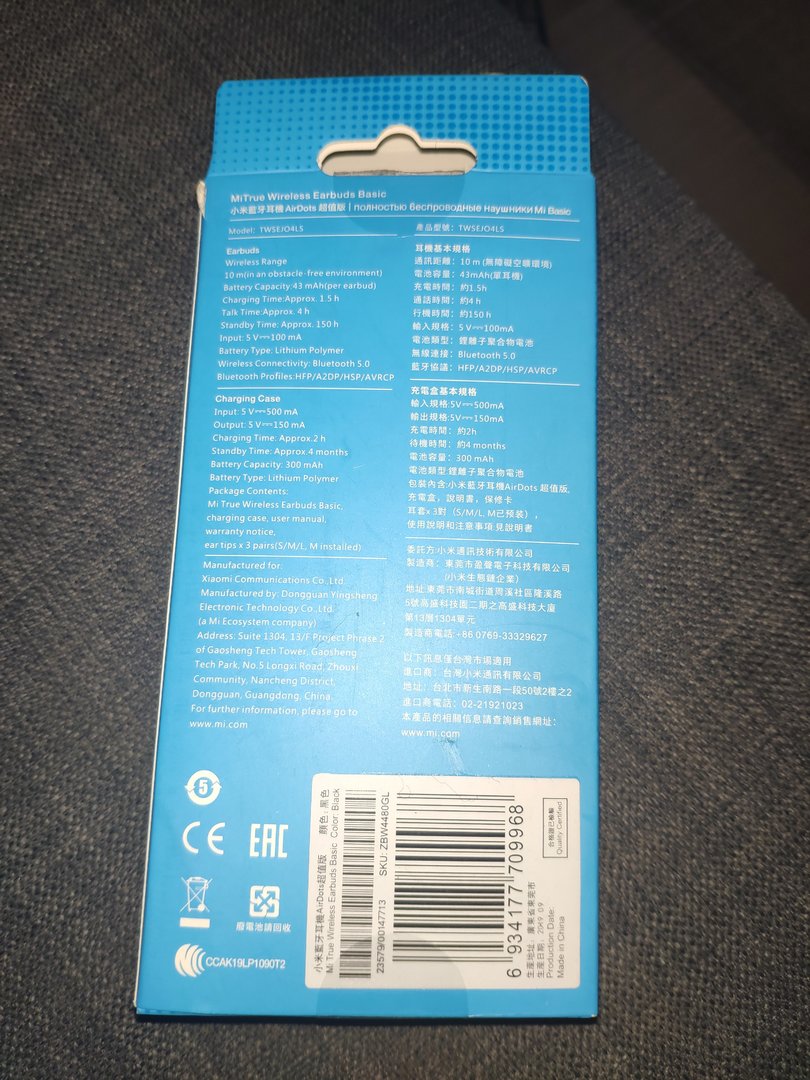 MiTrue Wireless Earbuds Basic
小米藍牙耳機 AirDots 超值版 | полностью беспроводные наушники Mi Basic
Model: TWSEJO4LS
Earbuds
Wireless Range
10 m(in an obstacle-free environment)
Battery Capacity:43 mAh(per earbud)
Charging Time:Approx. 1.5 h
Talk Time:Approx. 4 h
Standby Time: Approx. 150 h
Input: 5 V⎓100 mA
Battery Type: Lithium Polymer
Wireless Connectivity: Bluetooth 5.0
Bluetooth Profiles:HFP/A2DP/HSP/AVRCP
Charging Case
Input: 5 V⎓500 mA
Output: 5 V⎓150 mA
Charging Time: Approx.2 h
Standby Time: Approx.4 months
Battery Capacity: 300 mAh
Battery Type: Lithium Polymer
Package Contents:
Mi True Wireless Earbuds Basic,
charging case, user manual,
warranty notice,
ear tips x 3 pairs(S/M/L, M Installed)
Manufactured for:
Xiaomi Communications Co.,Ltd.
Manufactured by: Dongguan Yingsheng
Electronic Technology Co.,Ltd.
(a Mi Ecosystem company)
Address: Suite 1304, 13/F Project Phrase 2
of Gaosheng Tech Tower, Gaosheng
Tech Park, No.5 Longxi Road, Zhouxi
Community, Nancheng District,
Dongguan, Guangdong, China.
For further information, please go to
www.mi.com
產品型號: TWSEJO4LS
耳機基本規格
通訊距離: 10 m (無障礙空曠環境)
電池容量: 43mAh(單耳機)
充電時間: 約1.5h
通話時間: 約4 h
行機時間: 約150 h
輸入規格: 5 V⎓100mA
電池類型: 鋰離子聚合物電池
無線連接: Bluetooth 5.0
藍牙協議: HFP/A2DP/HSP/AVRCP
充電盒基本規格
輸入規格:5V⎓500mA
輸出規格:5V⎓150mA
充電時間: 約2h
待機時間: 約4 months
電池容量: 300 mAh
電池類型:鋰離子聚合物電池
包裝內含:小米藍牙耳機AirDots 超值版,
充電盒, 說明書, 保修卡
耳套x 3對 (S/M/L, M已预装),
使用說明和注意事項見說明書
委託方:小米通訊技術有限公司
製造商: 東莞市盈聲電子科技有限公司
(小米生態鏈企業)
地址:東莞市南城街道周溪社區隆溪路
5號高盛科技園二期之高盛科技大廈
第13層1304單元
製造商電話:+86 0769-33329627
以下訊息僅台灣市場適用
進口商: 台灣小米通訊有限公司
地址: 台北市新生南路一段50號2樓之2
進口商電話: 02-21921023
本產品的相關信息請查詢銷售網址:
www.mi.com
5
CE
EAC
廢電池請回收
CCAK19LP1090T2
小米藍牙耳機AirDots超值版 顏色: 黑色
Mi True Wireless Earbuds Basic Color: Black
23579/00147713
SKU: ZBW4480GL
6 934177 709968
合格證已檢驗
Quality Certified
生產地址: 廣東省東莞市
生產日期: 2019.09
Production Date:
Made in China